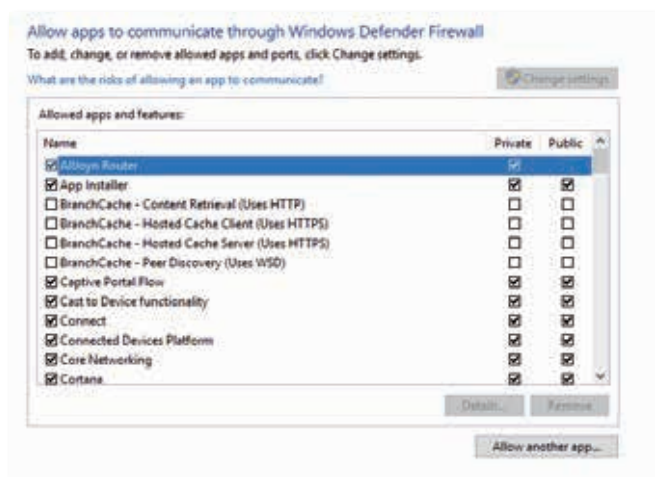 Allow apps to communicate through Windows Defender Firewall
To add, change, or remove allowed apps and ports, click Change settings.
What are the risks of allowing an app to communicate?
Change settings
Allowed apps and features:
Name Private Public
AllJoyn Router
App Installer
BranchCache - Content Retrieval (Uses HTTP)
BranchCache - Hosted Cache Client (Uses HTTPS)
BranchCache - Hosted Cache Server (Uses HTTPS)
BranchCache - Peer Discovery (Uses WSD)
Captive Portal Flow
Cast to Device functionality
Connect
Connected Devices Platform
Core Networking
Cortana
Details... Remove
Allow another app...